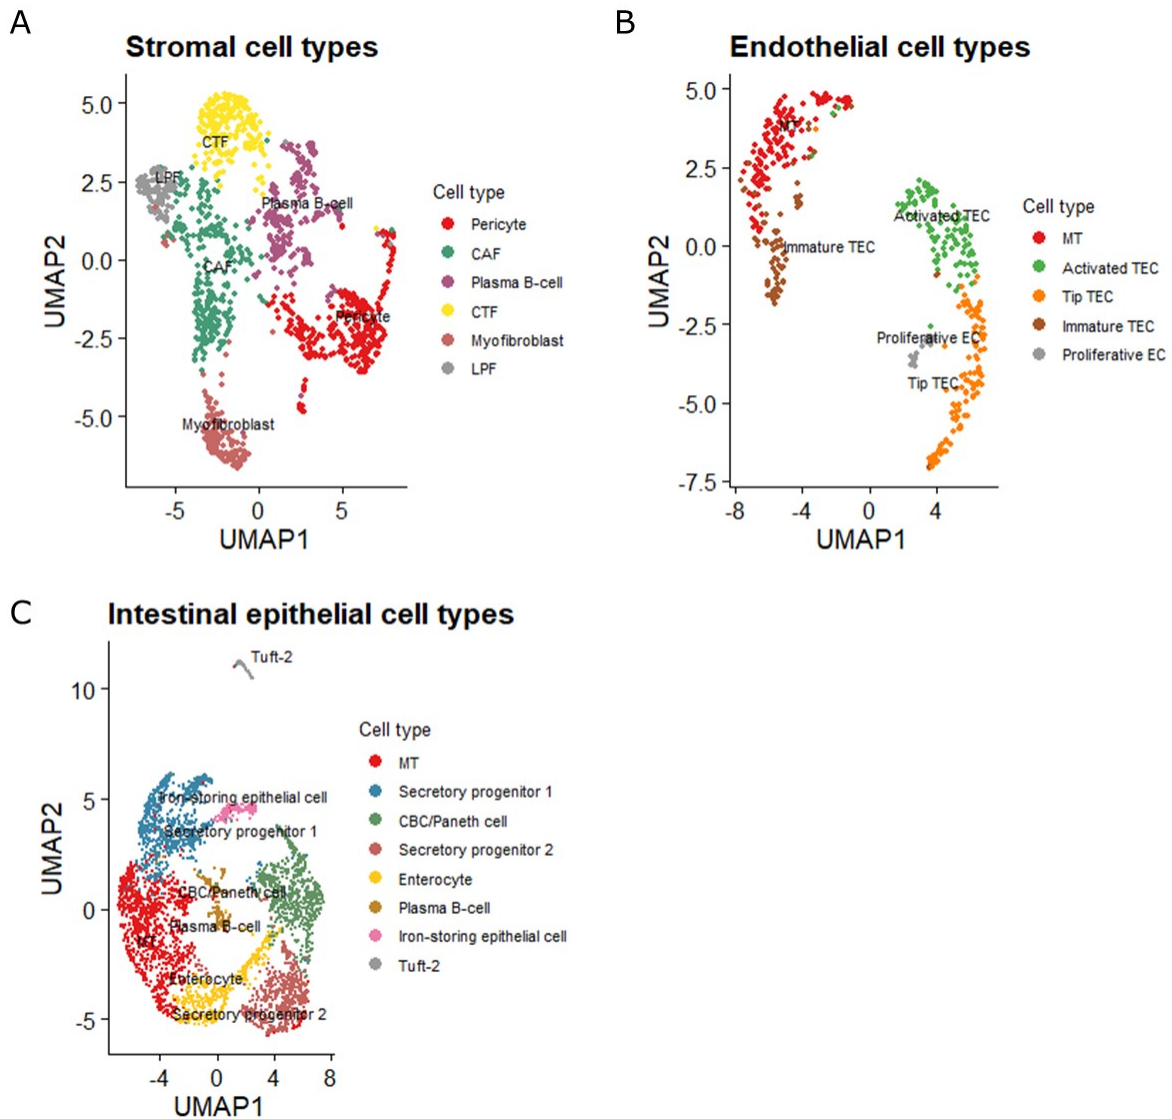 A
Stromal cell types
5.0
2.5
0.0
-2.5
-5.0
UMAP2
-5
0
5
UMAP1
CTF
LPF
Plasma B-cell
CAF
Pericyte
Myofibroblast
Cell type
Pericyte
CAF
Plasma B-cell
CTF
Myofibroblast
LPF
B
Endothelial cell types
5.0
2.5
0.0
-2.5
-5.0
-7.5
UMAP2
-8
-4
0
4
UMAP1
MT
Activated TEC
Immature TEC
Proliferative EC
Tip TEC
Cell type
MT
Activated TEC
Tip TEC
Immature TEC
Proliferative EC
C
Intestinal epithelial cell types
10
5
0
-5
UMAP2
-4
0
4
8
UMAP1
Tuft-2
Iron-storing epithelial cell
Secretory progenitor 1
CBC/Paneth cell
Plasma B-cell
MT
Enterocyte
Secretory progenitor 2
Cell type
MT
Secretory progenitor 1
CBC/Paneth cell
Secretory progenitor 2
Enterocyte
Plasma B-cell
Iron-storing epithelial cell
Tuft-2